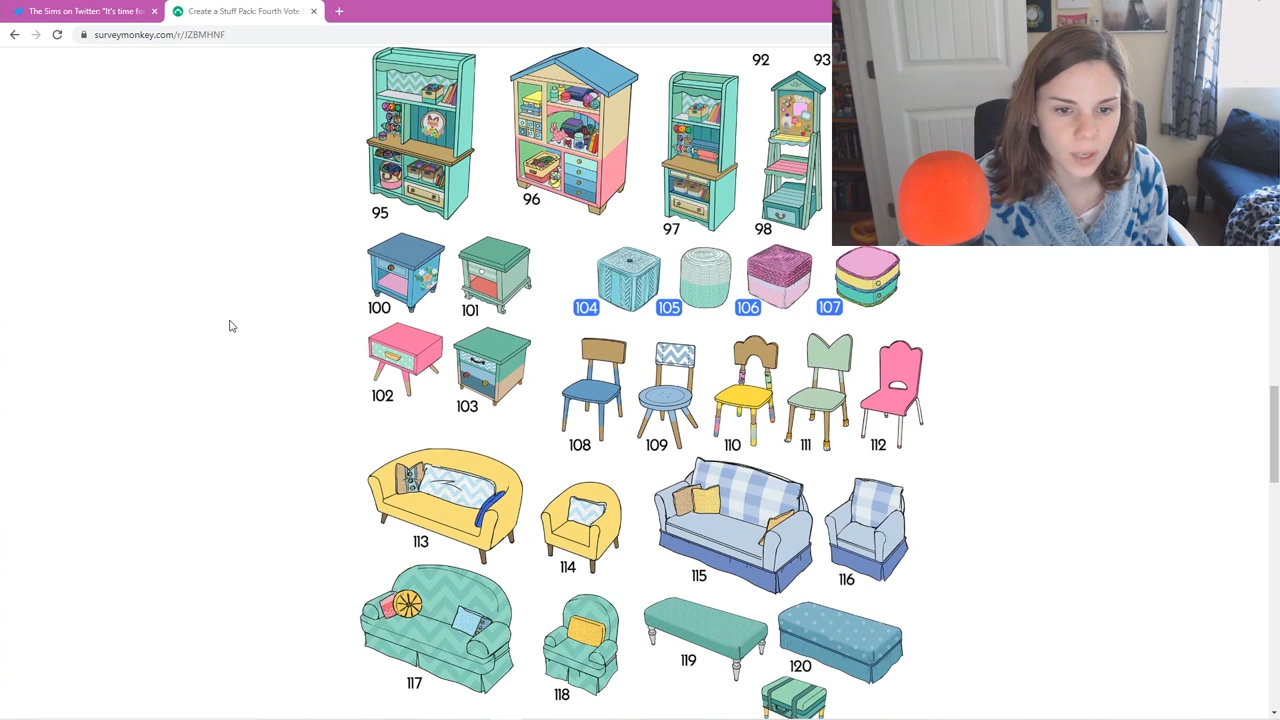 The Sims on Twitter: "It's time fo
Create a Stuff Pack: Fourth Vote
surveymonkey.com/r/JZBMHNF
92 93
95 96 97 98
100 101 104 105 106 107
102 103
108 109 110 111 112
113 114 115 116
117 118 119 120